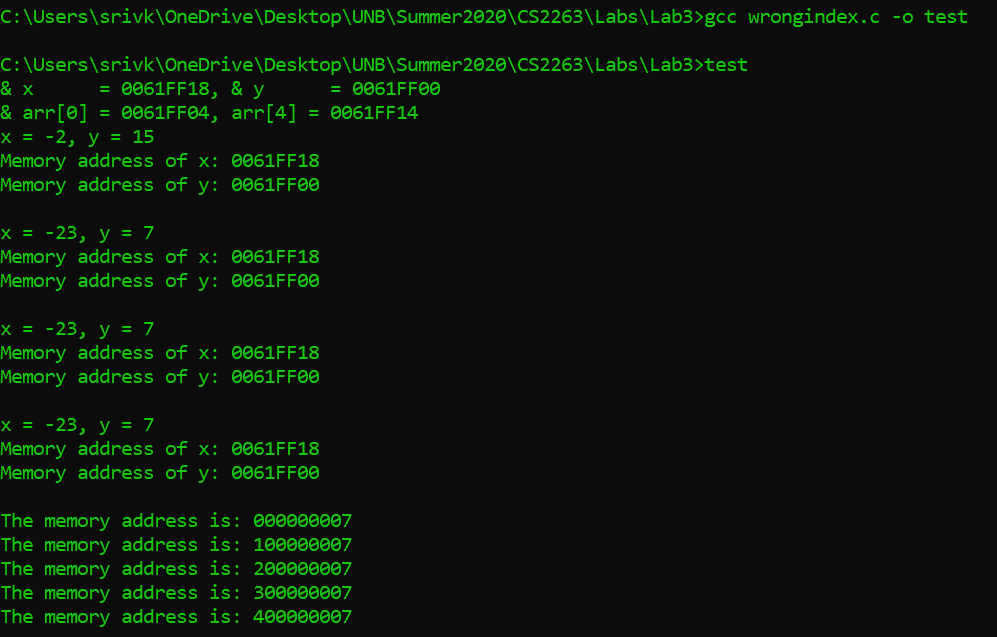 C:\Users\srivk\OneDrive\Desktop\UNB\Summer2020\CS2263\Labs\Lab3>gcc wrongindex.c -o test
C:\Users\srivk\OneDrive\Desktop\UNB\Summer2020\CS2263\Labs\Lab3>test
& x      = 0061FF18, & y      = 0061FF00
& arr[0] = 0061FF04, arr[4] = 0061FF14
x = -2, y = 15
Memory address of x: 0061FF18
Memory address of y: 0061FF00
x = -23, y = 7
Memory address of x: 0061FF18
Memory address of y: 0061FF00
x = -23, y = 7
Memory address of x: 0061FF18
Memory address of y: 0061FF00
x = -23, y = 7
Memory address of x: 0061FF18
Memory address of y: 0061FF00
The memory address is: 000000007
The memory address is: 100000007
The memory address is: 200000007
The memory address is: 300000007
The memory address is: 400000007